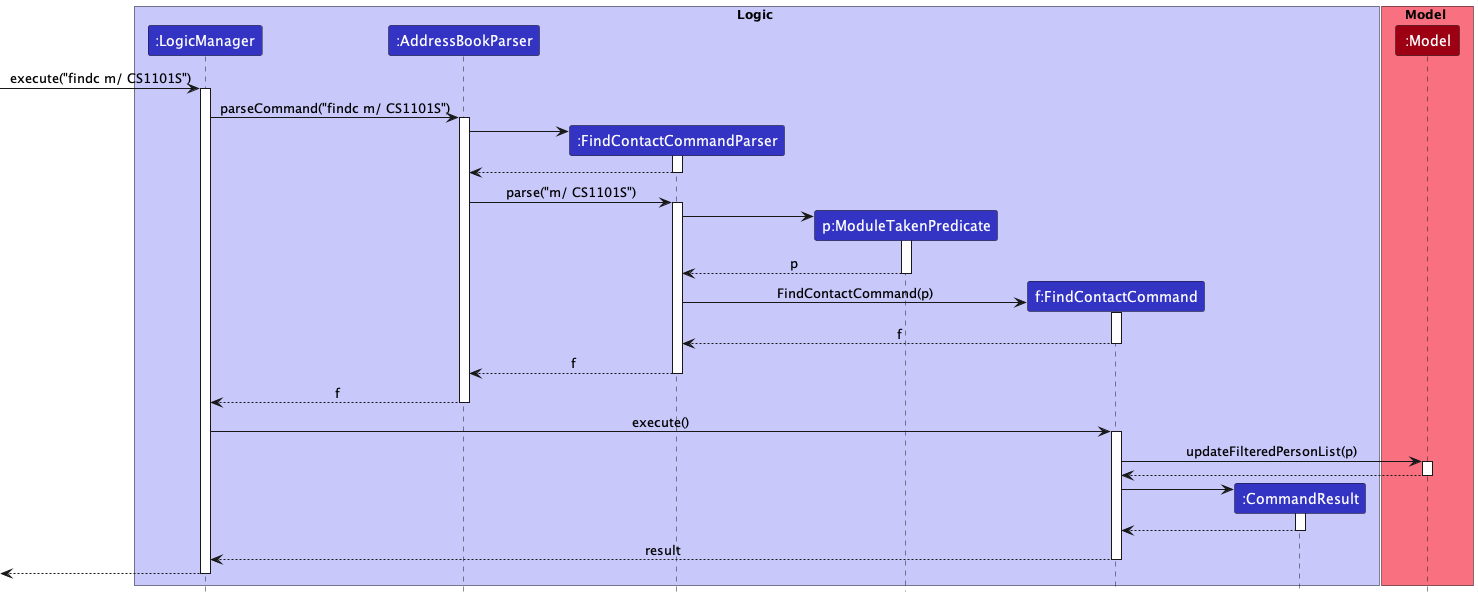 Logic
Model
:LogicManager
:AddressBookParser
:Model
execute("findc m/ CS1101S")
parseCommand("findc m/ CS1101S")
:FindContactCommandParser
parse("m/ CS1101S")
p:ModuleTakenPredicate
p
FindContactCommand(p)
f:FindContactCommand
f
f
f
execute()
updateFilteredPersonList(p)
:CommandResult
result